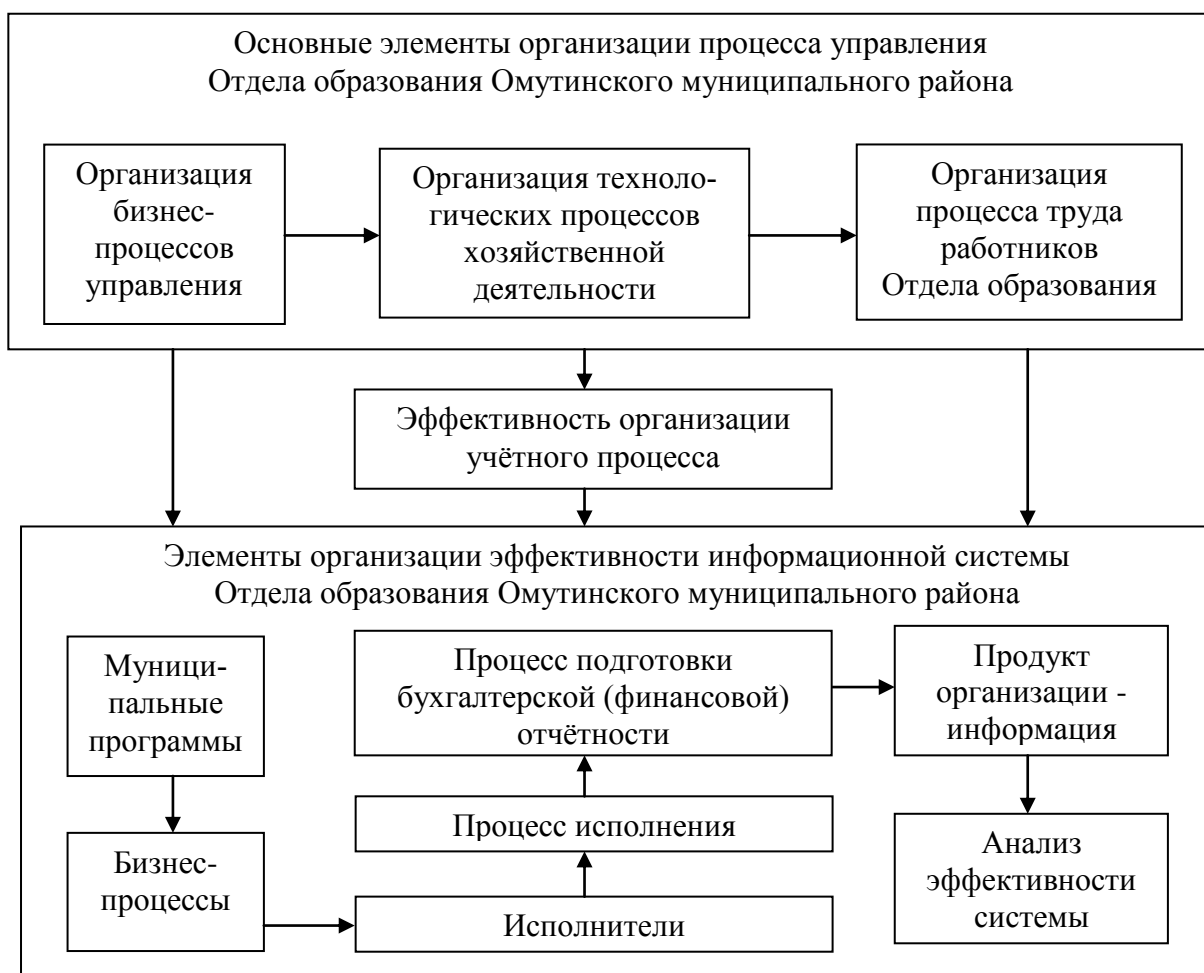 Основные элементы организации процесса управления
Отдела образования Омутинского муниципального района
Организация
бизнес-
процессов
управления
Организация техноло-
гических процессов
хозяйственной
деятельности
Организация
процесса труда
работников
Отдела образования
Эффективность организации
учётного процесса
Элементы организации эффективности информационной системы
Отдела образования Омутинского муниципального района
Муници-
пальные
программы
Бизнес-
процессы
Процесс подготовки
бухгалтерской (финансовой)
отчётности
Процесс исполнения
Исполнители
Продукт
организации -
информация
Анализ
эффективности
системы